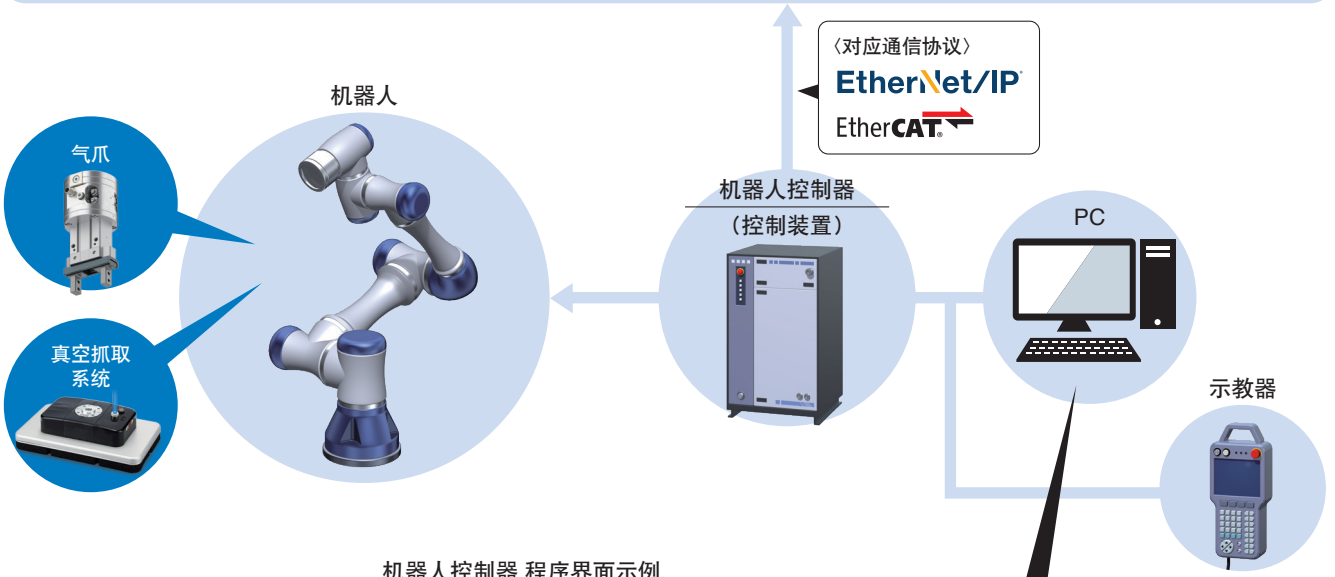 〈对应通信协议〉
EtherNet/IP
EtherCAT®
机器人
气爪
机器人控制器
（控制装置）
PC
真空抓取
系统
示教器
机器人控制器 程序界面示例